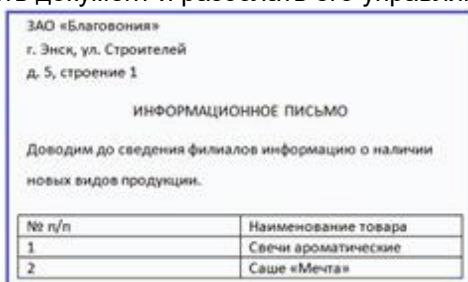 ЗАО «Благовония»
г. Энск, ул. Строителей
д. 5, строение 1
ИНФОРМАЦИОННОЕ ПИСЬМО
Доводим до сведения филиалов информацию о наличии
новых видов продукции.
№ п/п Наименование товара
1 Свечи ароматические
2 Саше «Мечта»